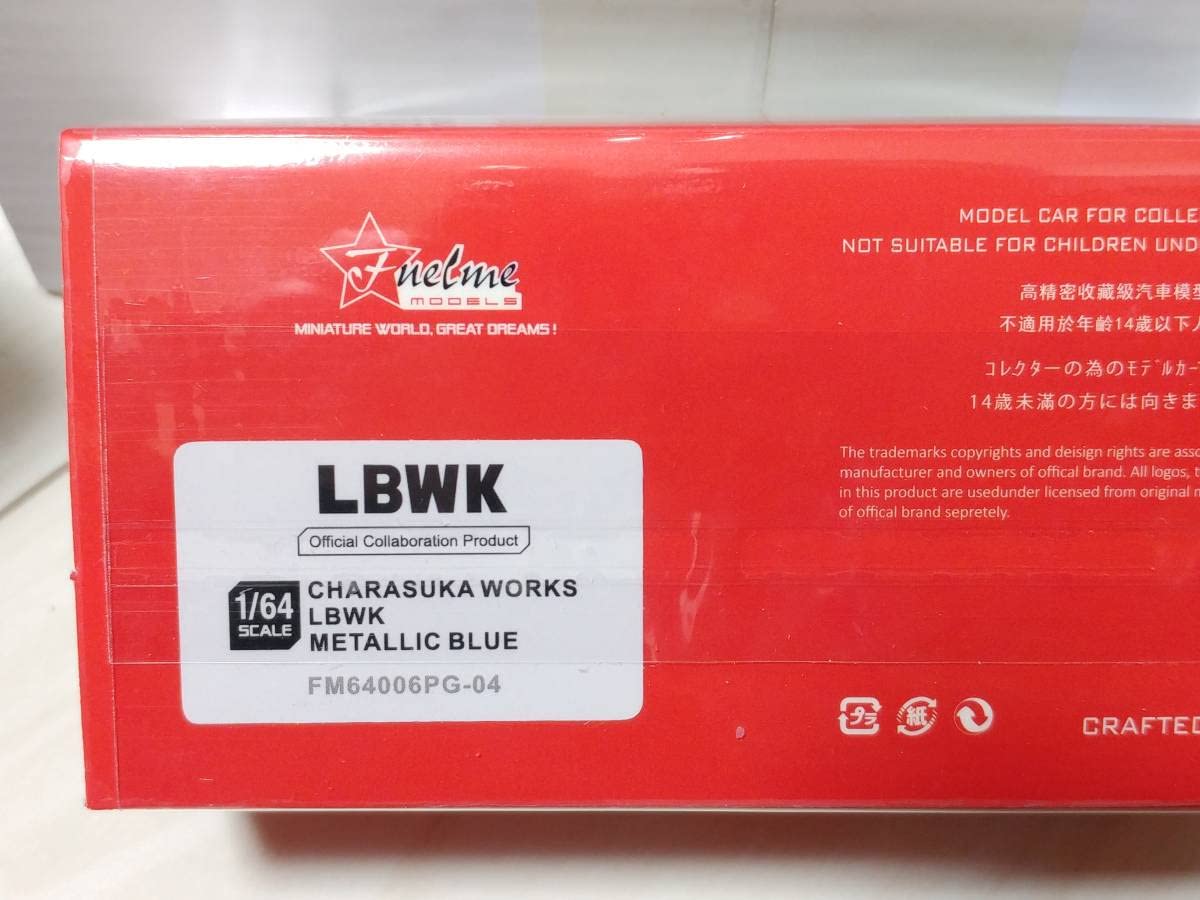 Fuelme
MODELS
MINIATURE WORLD, GREAT DREAMS!
MODEL CAR FOR COLLE
NOT SUITABLE FOR CHILDREN UND
高精密收藏級汽車模型
不適用於年齡14歲以下人
コレクターの為のモデルカー
14歳未満の方には向きま
The trademarks copyrights and deisign rights are asso
manufacturer and owners of offical brand. All logos, t
in this product are usedunder licensed from original m
of offical brand sepretely.
LBWK
Official Collaboration Product
1/64
SCALE
CHARASUKA WORKS
LBWK
METALLIC BLUE
FM64006PG-04
プラ
紙
CRAFTED